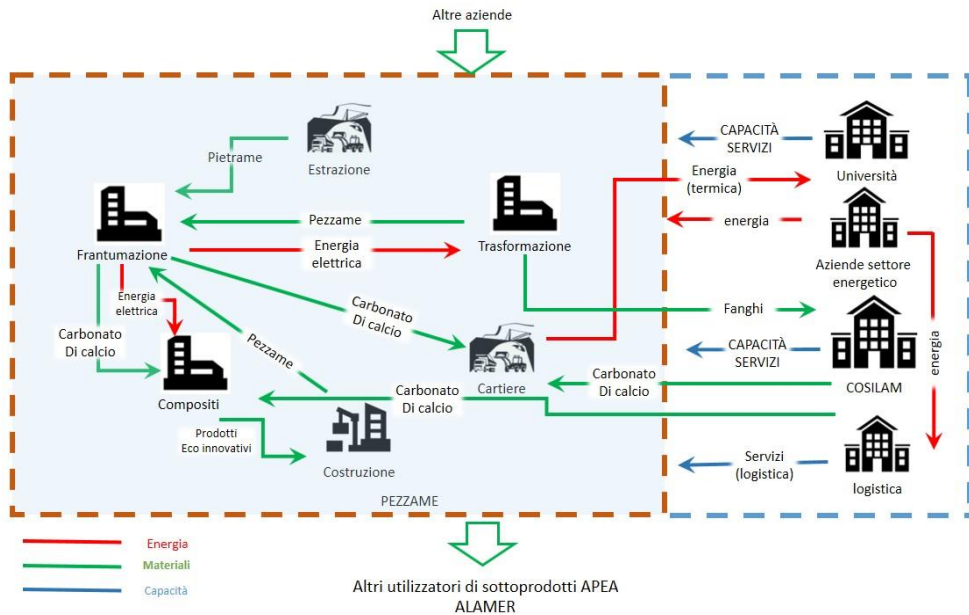 Altre aziende
CAPACITÀ
SERVIZI
Università
Pietrame
Estrazione
Energia
(termica)
Pezzame
energia
Trasformazione
Frantumazione
Energia
elettrica
Aziende settore
energetico
Energia
elettrica
Carbonato
Di calcio
Fanghi
Carbonato
Di calcio
Pezzame
CAPACITÀ
SERVIZI
energia
Cartiere
Carbonato
Di calcio
COSILAM
Compositi
Carbonato
Di calcio
Prodotti
Eco innovativi
Costruzione
Servizi
(logistica)
logistica
PEZZAME
Energia
Materiali
Capacità
Altri utilizzatori di sottoprodotti APEA
ALAMER